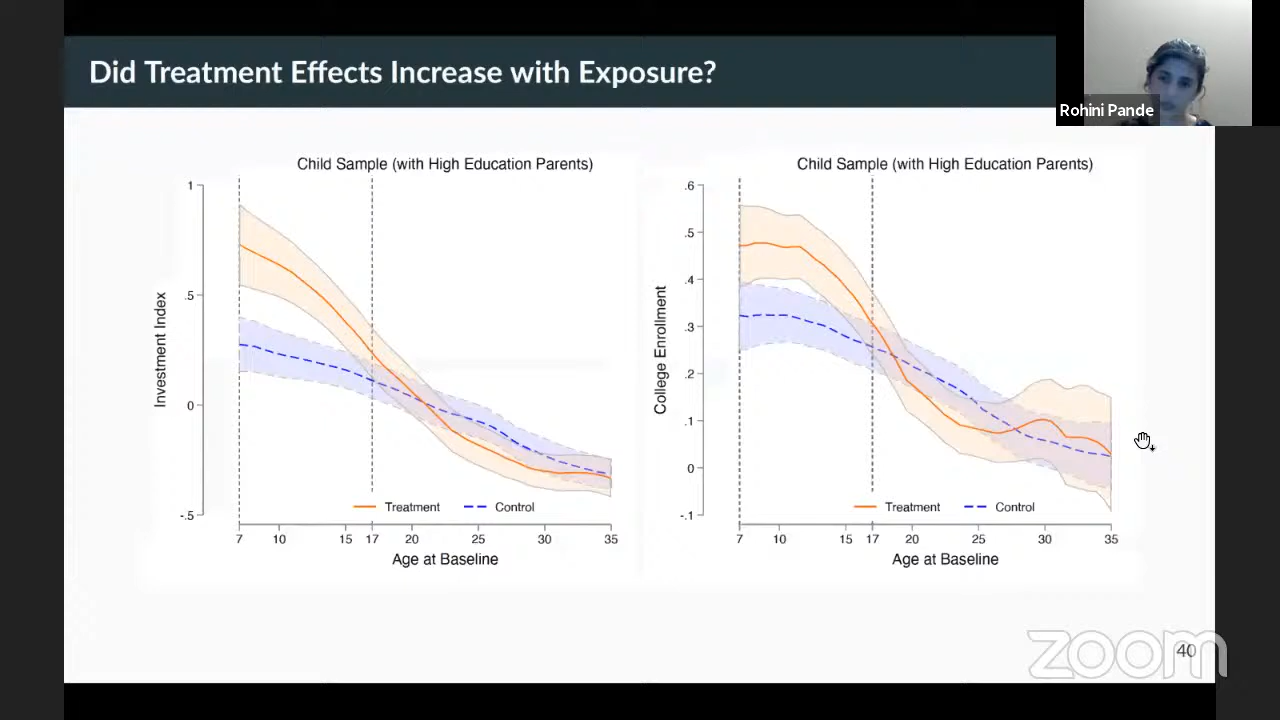 Did Treatment Effects Increase with Exposure?
Rohini Pande
Child Sample (with High Education Parents)
1
.5
0
-.5
Investment Index
Treatment
Control
7 10 15 17 20 25 30 35
Age at Baseline
Child Sample (with High Education Parents)
.6
.5
.4
.3
.2
.1
0
-.1
College Enrollment
Treatment
Control
7 10 15 17 20 25 30 35
Age at Baseline
zoom
40